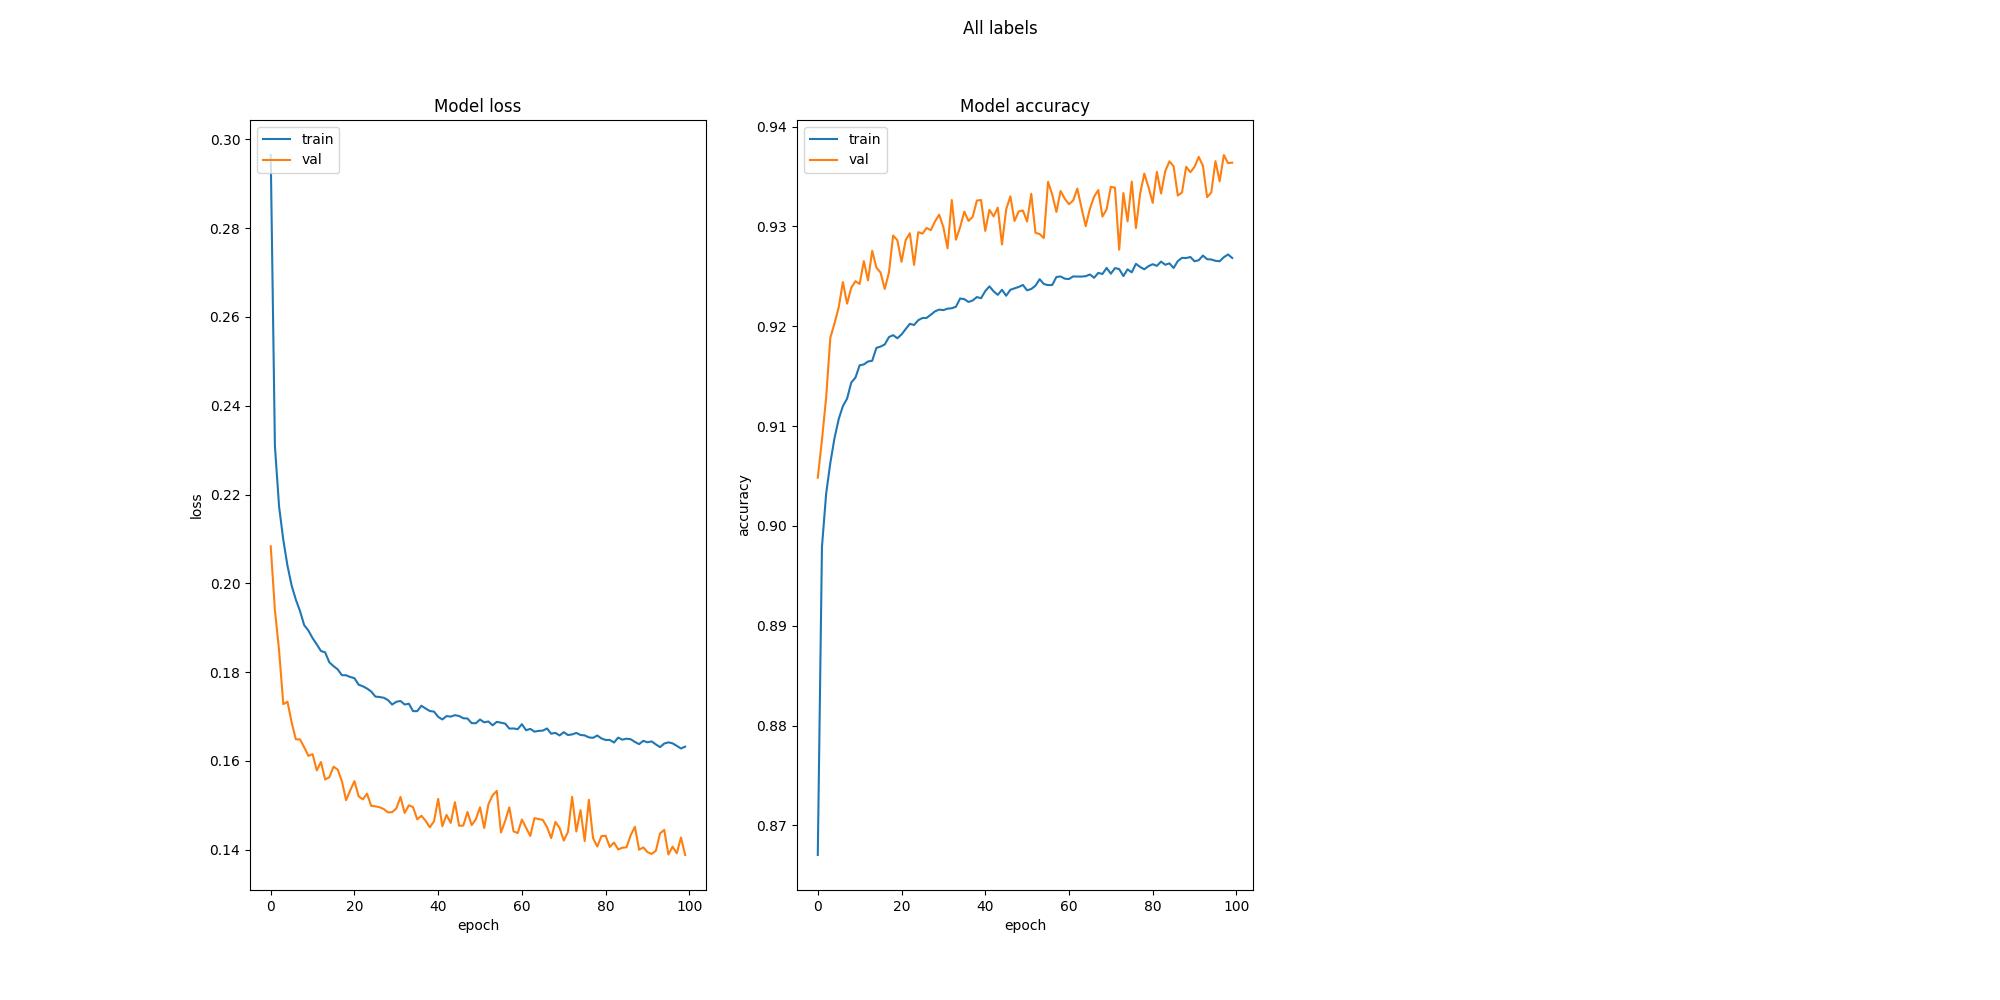 All labels
Model loss
train
val
0.30
0.28
0.26
0.24
0.22
0.20
0.18
0.16
0.14
loss
0 20 40 60 80 100
epoch
Model accuracy
train
val
0.94
0.93
0.92
0.91
0.90
0.89
0.88
0.87
accuracy
0 20 40 60 80 100
epoch